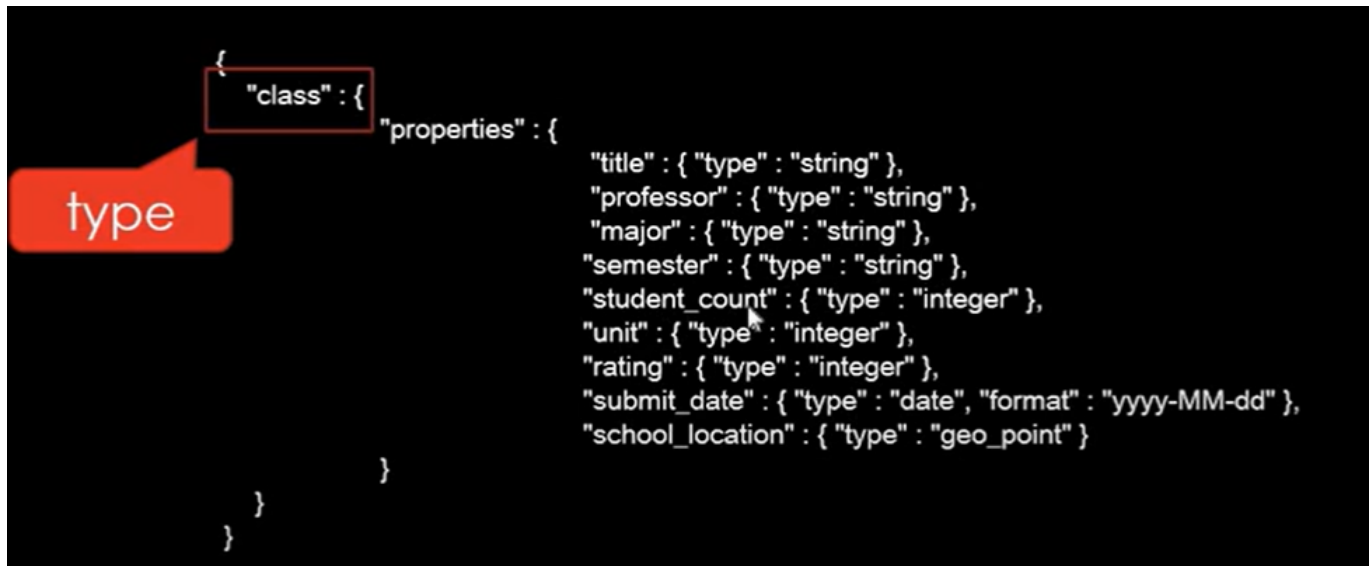 {
"class" : {
type
"properties" : {
"title" : { "type" : "string" },
"professor" : { "type" : "string" },
"major" : { "type" : "string" },
"semester" : { "type" : "string" },
"student_count" : { "type" : "integer" },
"unit" : { "type" : "integer" },
"rating" : { "type" : "integer" },
"submit_date" : { "type" : "date", "format" : "yyyy-MM-dd" },
"school_location" : { "type" : "geo_point" }
}
}
}